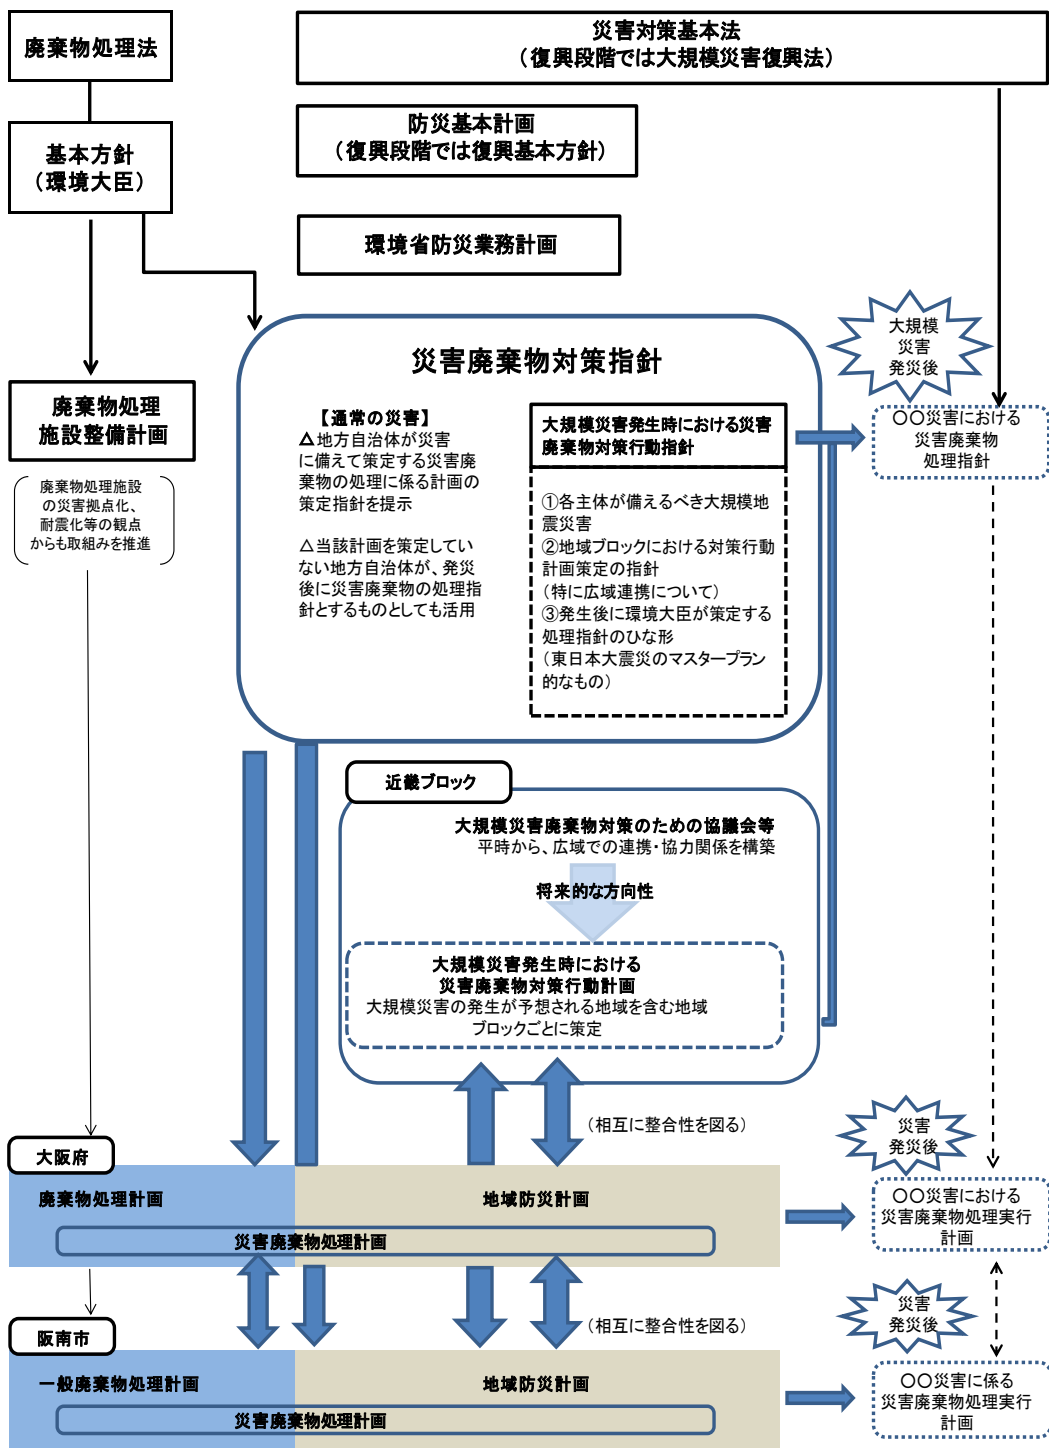 廃棄物処理法
災害対策基本法
（復興段階では大規模災害復興法）
基本方針
（環境大臣）
防災基本計画
（復興段階では復興基本方針）
環境省防災業務計画
大規模
災害
発災後
災害廃棄物対策指針
廃棄物処理
施設整備計画
廃棄物処理施設
の災害拠点化、
耐震化等の観点
からも取組みを推進
【通常の災害】
△地方自治体が災害
に備えて策定する災害廃
棄物の処理に係る計画の
策定指針を提示
△当該計画を策定してい
ない地方自治体が、発災
後に災害廃棄物の処理指
針とするものとしても活用
大規模災害発生時における災害
廃棄物対策行動指針
①各主体が備えるべき大規模地
震災害
②地域ブロックにおける対策行動
計画策定の指針
（特に広域連携について）
③発生後に環境大臣が策定する
処理指針のひな形
（東日本大震災のマスタープラン
的なもの）
〇〇災害における
災害廃棄物
処理指針
近畿ブロック
大規模災害廃棄物対策のための協議会等
平時から、広域での連携・協力関係を構築
将来的な方向性
大規模災害発生時における
災害廃棄物対策行動計画
大規模災害の発生が予想される地域を含む地域
ブロックごとに策定
（相互に整合性を図る）
災害
発災後
大阪府
廃棄物処理計画
地域防災計画
災害廃棄物処理計画
〇〇災害における
災害廃棄物処理実行
計画
（相互に整合性を図る）
災害
発災後
阪南市
一般廃棄物処理計画
地域防災計画
災害廃棄物処理計画
〇〇災害に係る
災害廃棄物処理実行
計画